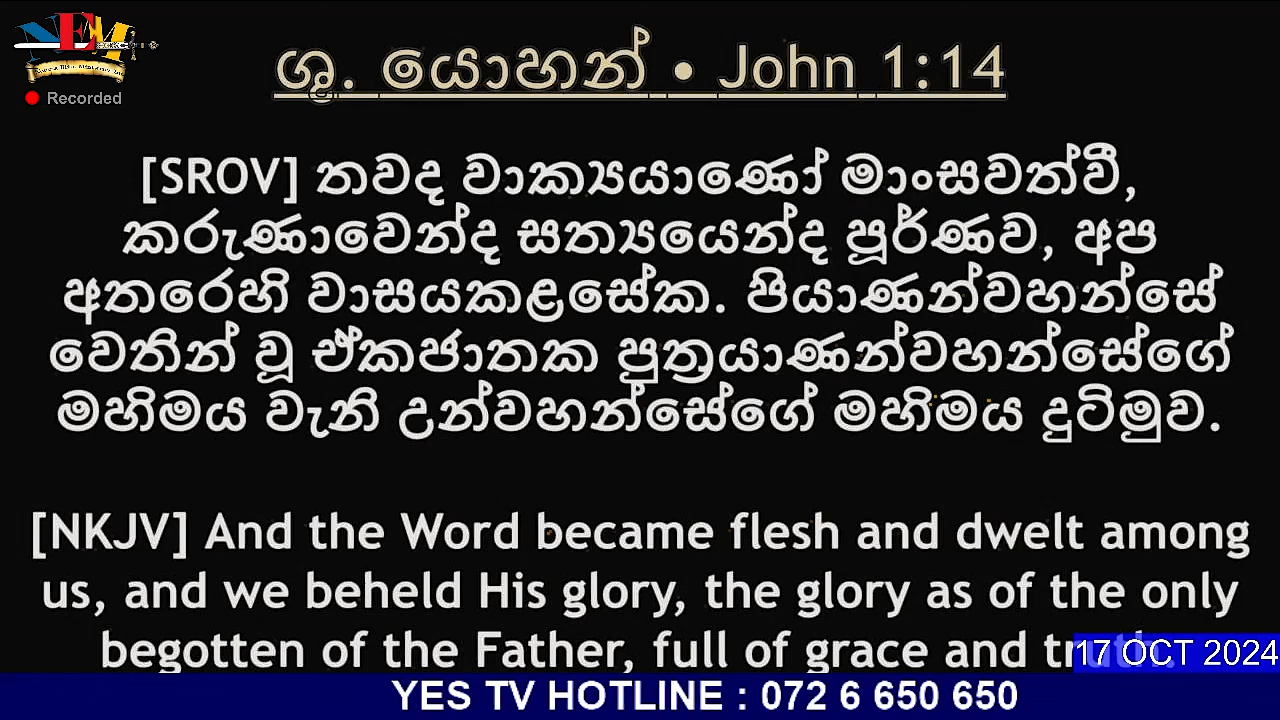 NEM
Recorded
ශු. යොහන් • John 1:14
[SROV] තවද වාක්‍යයාණෝ මාංසවත්වී,
කරුණාවෙන්ද සත්‍යයෙන්ද පූර්ණව, අප
අතරෙහි වාසයකළසේක. පියාණන්වහන්සේ
වෙතින් වූ ඒකජාතක පුත්‍රයාණන්වහන්සේගේ
මහිමය වැනි උන්වහන්සේගේ මහිමය දුටිමුව.
[NKJV] And the Word became flesh and dwelt among
us, and we beheld His glory, the glory as of the only
begotten of the Father, full of grace and truth.
17 OCT 2024
YES TV HOTLINE : 072 6 650 650